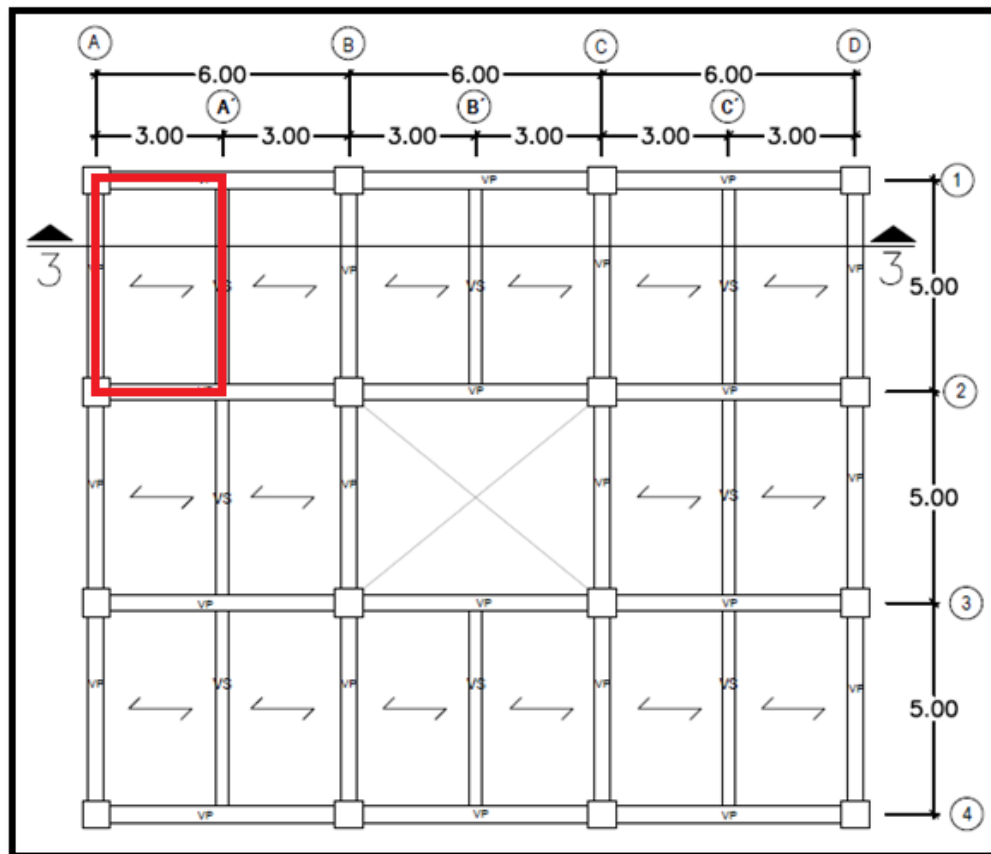 A B C D
6.00 6.00 6.00
A´ B´ C´
3.00 3.00 3.00 3.00 3.00 3.00
VP VP VP 1
3 3
VP VP VP VP
VS VS VS 5.00
VP VP VP 2
VP VS VP VP VS VP 5.00
VP VP VP 3
VP VS VP VS VP VS VP
5.00
VP VP VP 4